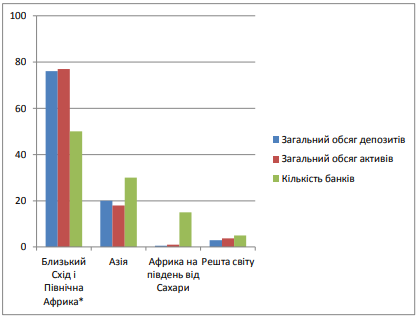 100
80
60
40
20
0
Близький
Схід і
Північна
Африка*
Азія
Африка на
південь від
Сахари
Решта світу
Загальний обсяг депозитів
Загальний обсяг активів
Кількість банків